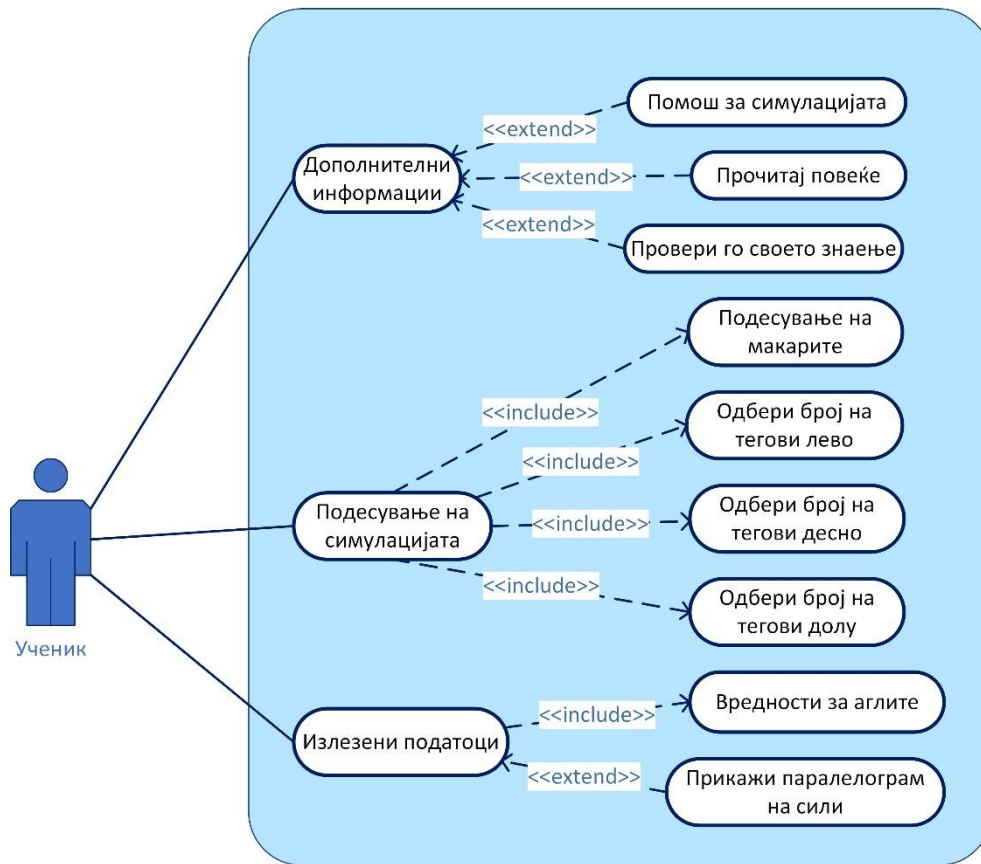 Помош за симулацијата
<<extend>>
Дополнителни
информации
<<extend>>
Прочитај повеќе
<<extend>>
Провери го своето знаење
Подесување на
макарите
<<include>>
Одбери број на
тегови лево
<<include>>
Подесување на
симулацијата
<<include>>
Одбери број на
тегови десно
<<include>>
Одбери број на
тегови долу
Ученик
Излезени податоци
<<include>>
Вредности за аглите
<<extend>>
Прикажи паралелограм
на сили